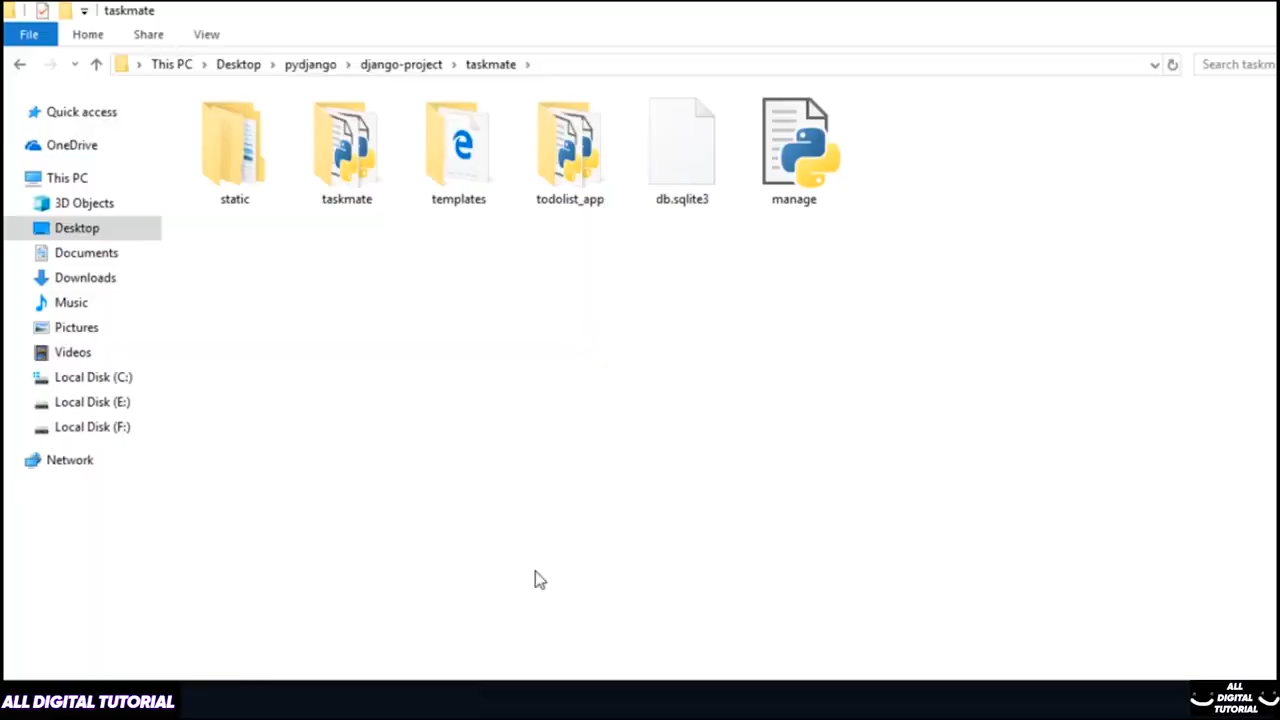 taskmate
File Home Share View
This PC Desktop pydjango django-project taskmate Search taskm
Quick access
OneDrive
This PC
3D Objects
Desktop
Documents
Downloads
Music
Pictures
Videos
Local Disk (C:)
Local Disk (E:)
Local Disk (F:)
Network
static taskmate templates todolist_app db.sqlite3 manage
ALL DIGITAL TUTORIAL
ALL
DIGITAL
TUTORIAL